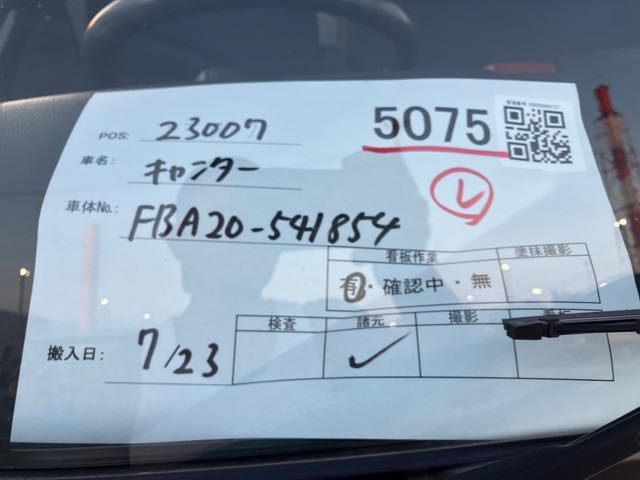 POS: 23007
5075
車名: キャンター
レ
車体No.: FBA20-541854
看板作業 塗抹撮影
有・確認中・無
検査 諸元 撮影
搬入日: 7/23 ✓